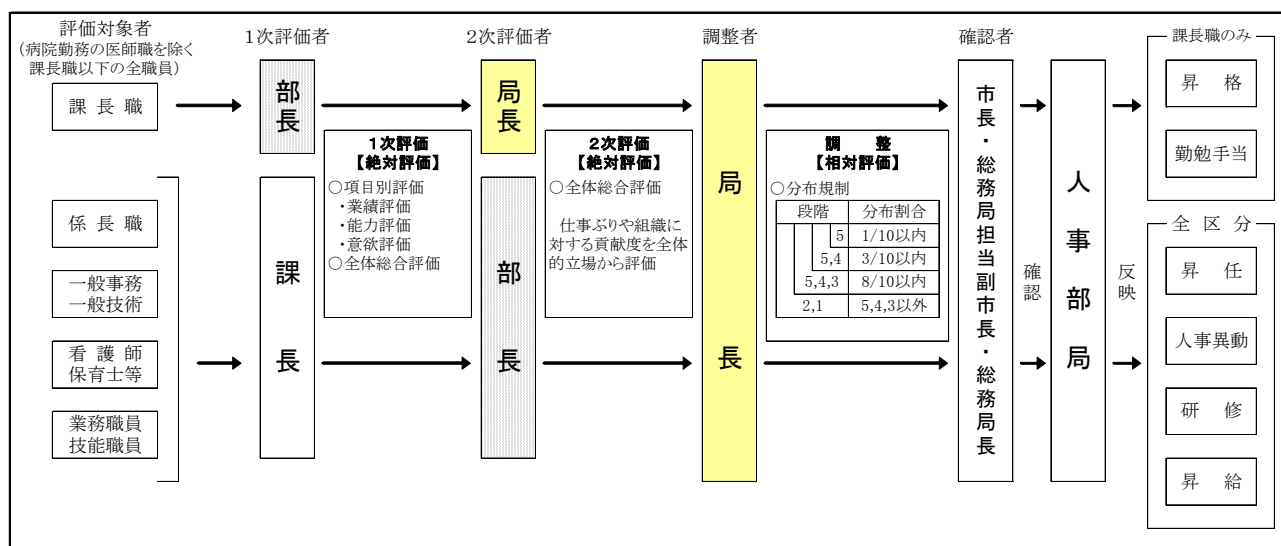 評価対象者
(病院勤務の医師職を除く
課長職以下の全職員)
1次評価者
2次評価者
調整者
確認者
課長職のみ
課長職
部長
局長
局長
市長・総務局担当副市長・総務局長
人事部局
昇格
勤勉手当
1次評価
【絶対評価】
○項目別評価
・業績評価
・能力評価
・意欲評価
○全体総合評価
2次評価
【絶対評価】
○全体総合評価
仕事ぶりや組織に
対する貢献度を全体
的立場から評価
調整
【相対評価】
○分布規制
段階 分布割合
5 1/10以内
5,4 3/10以内
5,4,3 8/10以内
2,1 5,4,3以外
係長職
一般事務
一般技術
看護師
保育士等
業務職員
技能職員
課長
部長
確認
反映
全区分
昇任
人事異動
研修
昇給